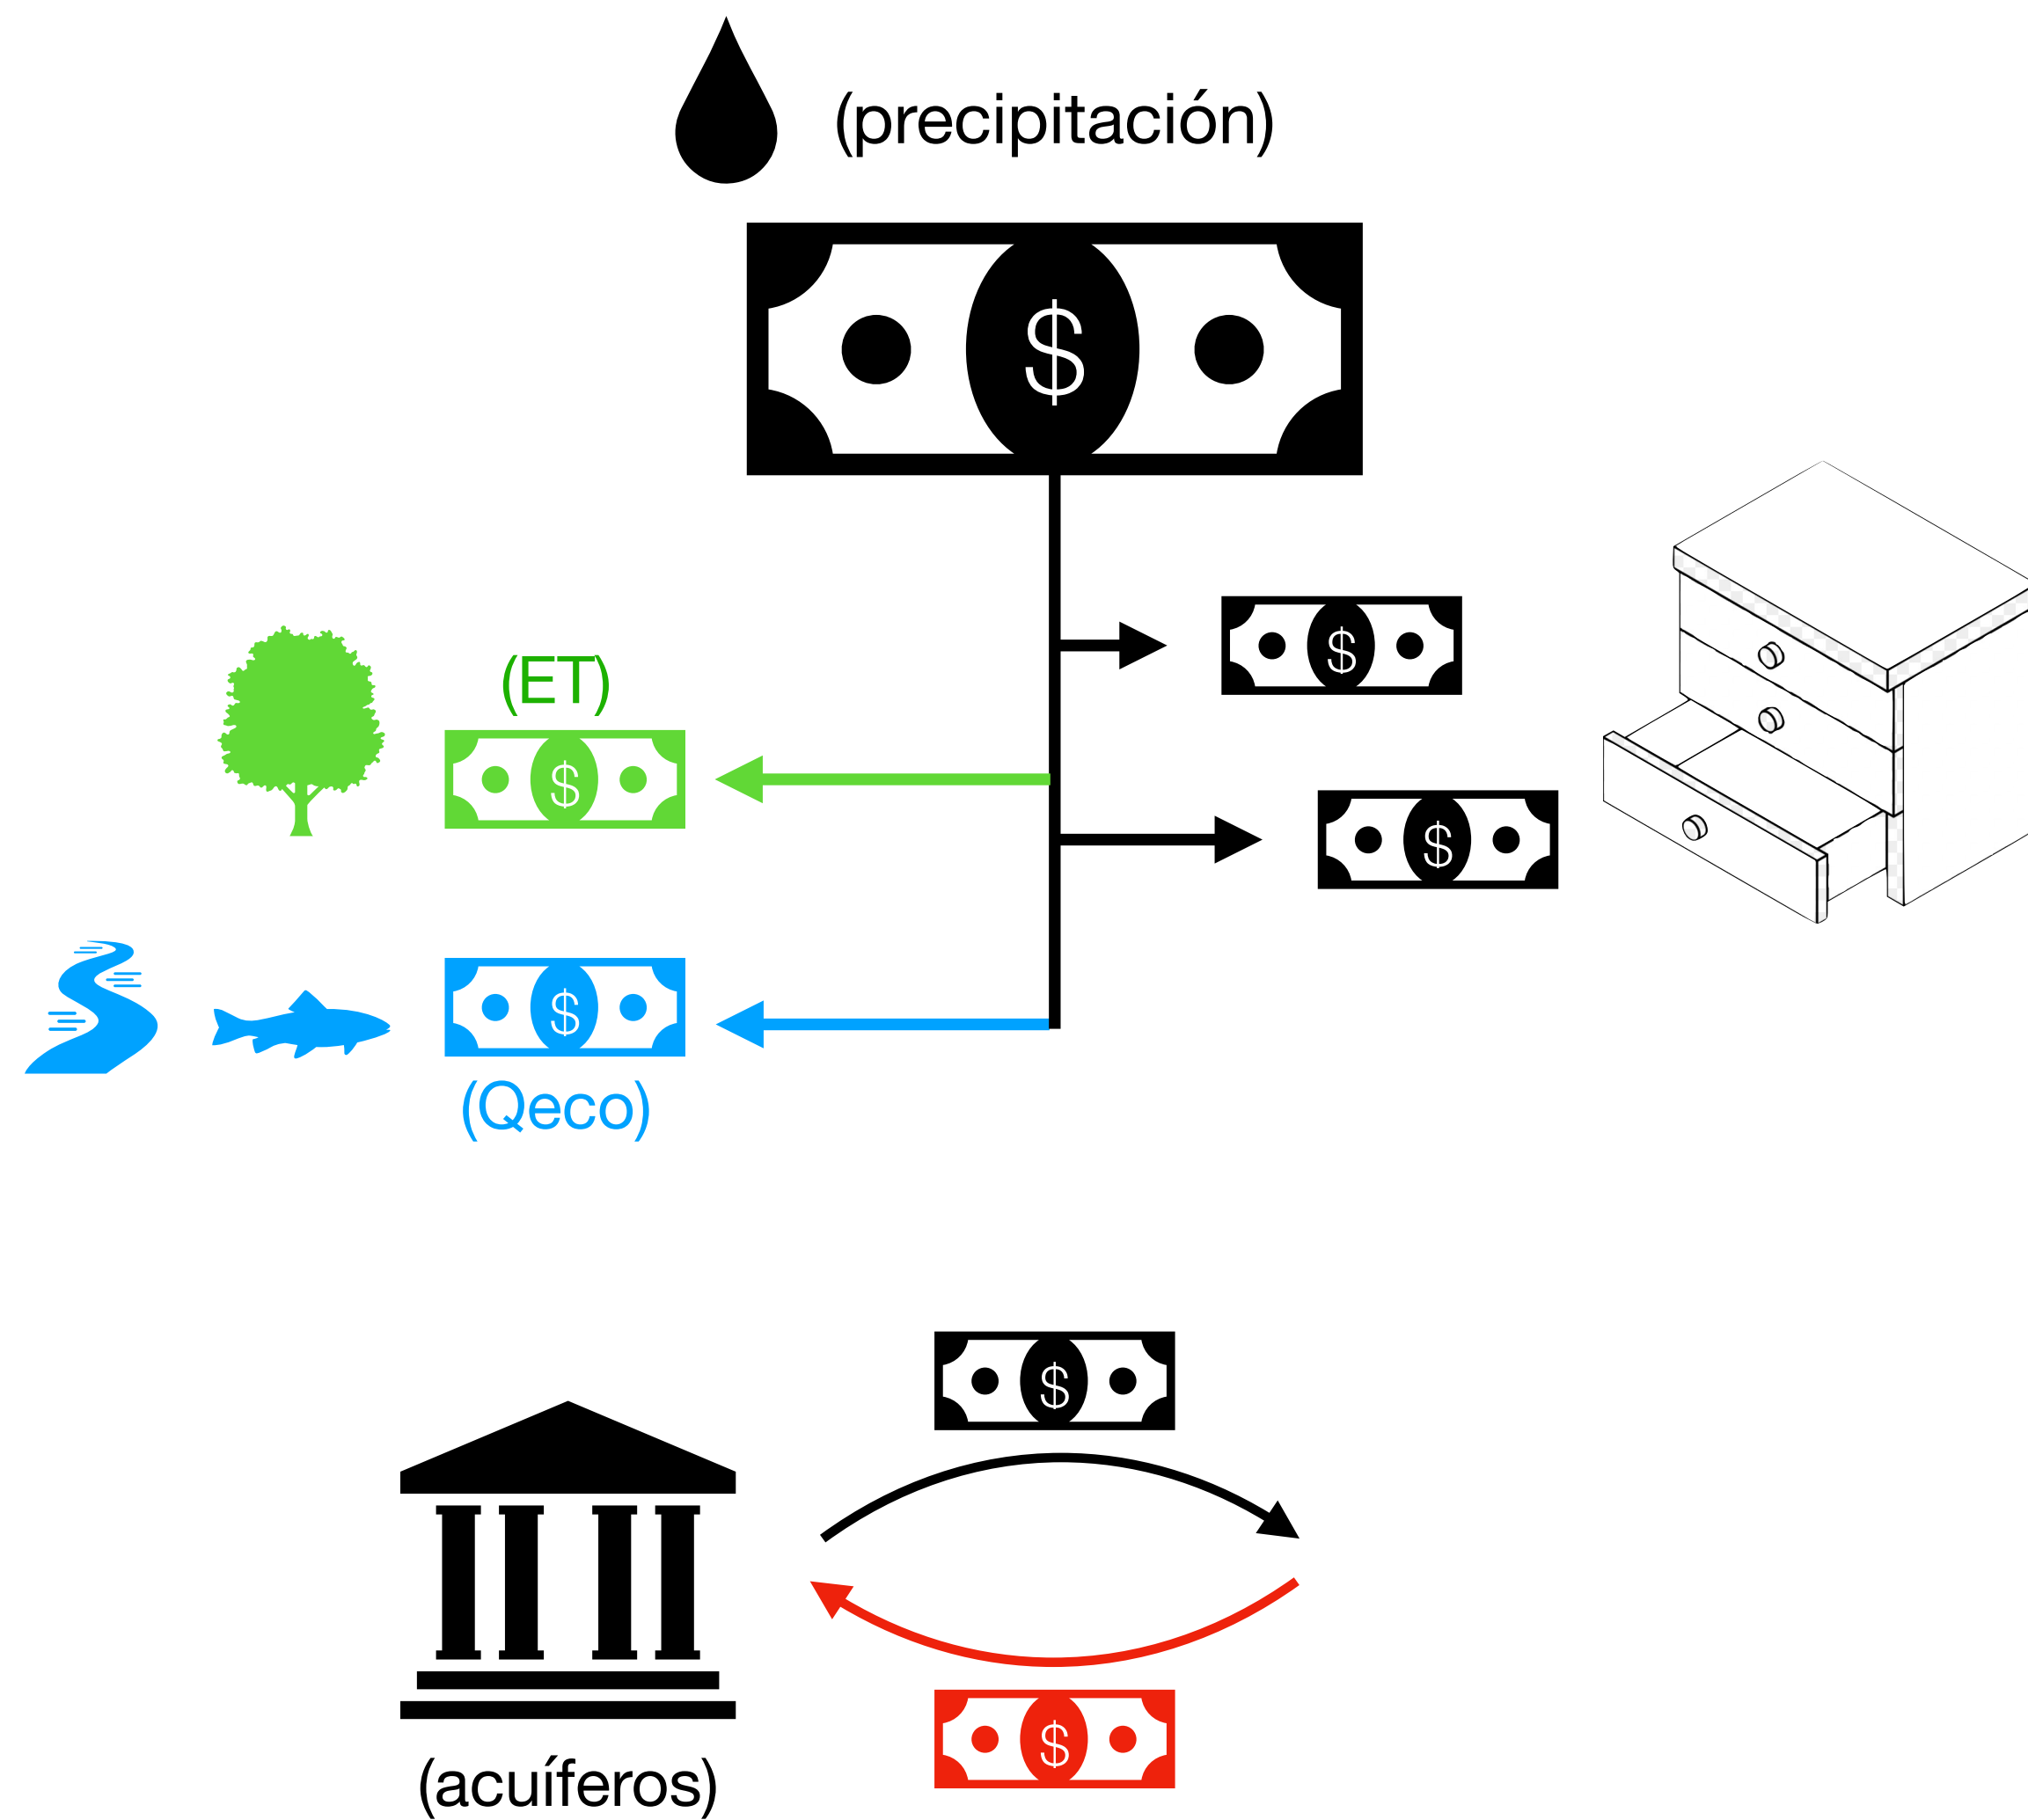 (precipitación)
$
$
(ET)
$
$
$
(Qeco)
$
$
(acuíferos)